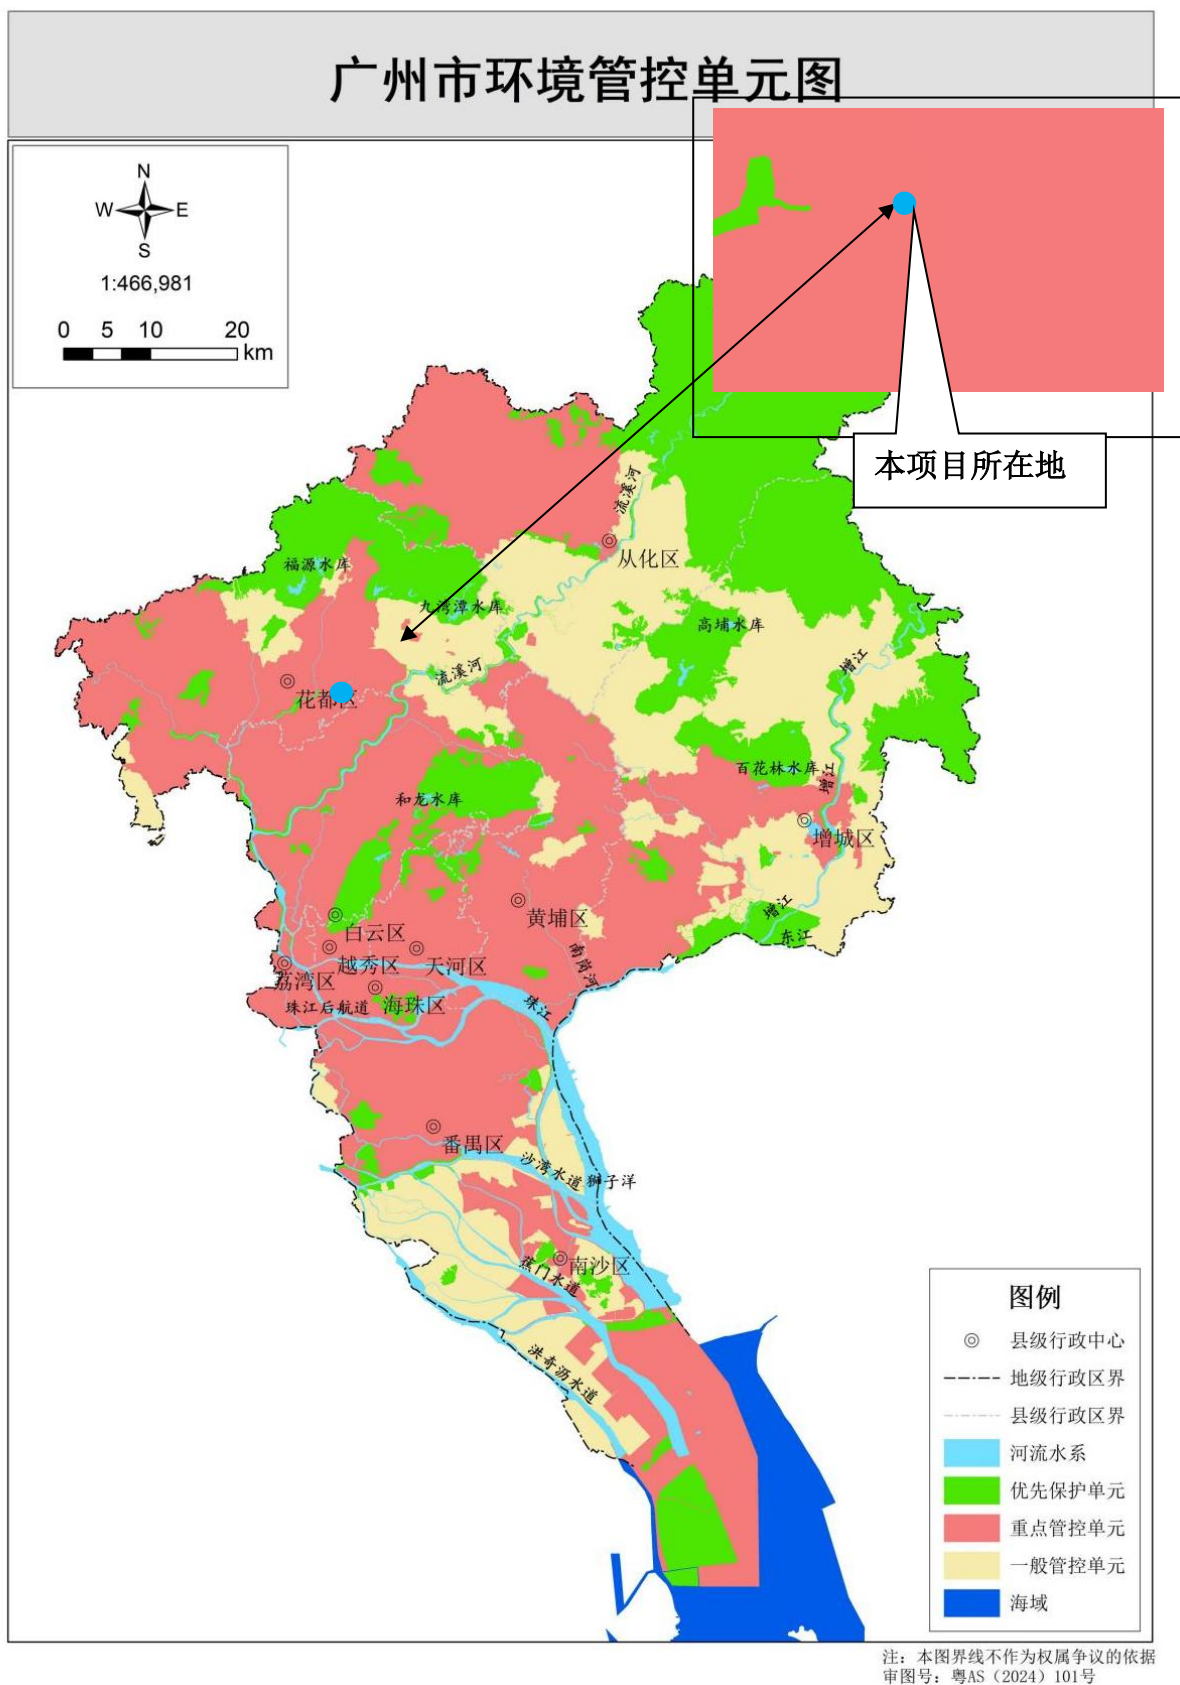 广州市环境管控单元图
N
W E
S
1:466,981
0 5 10 20
km
本项目所在地
流溪河
从化区
福源水库
九湾潭水库
高埔水库
增江
流溪河
花都区
百花林水库
增江
和龙水库
增城区
增江
黄埔区
白云区
东江
越秀区
天河区
南岗河
荔湾区
海珠区
珠江
珠江后航道
番禺区
沙湾水道
狮子洋
南沙区
蕉门水道
洪奇沥水道
图例
县级行政中心
地级行政区界
县级行政区界
河流水系
优先保护单元
重点管控单元
一般管控单元
海域
注：本图界线不作为权属争议的依据
审图号：粤AS（2024）101号